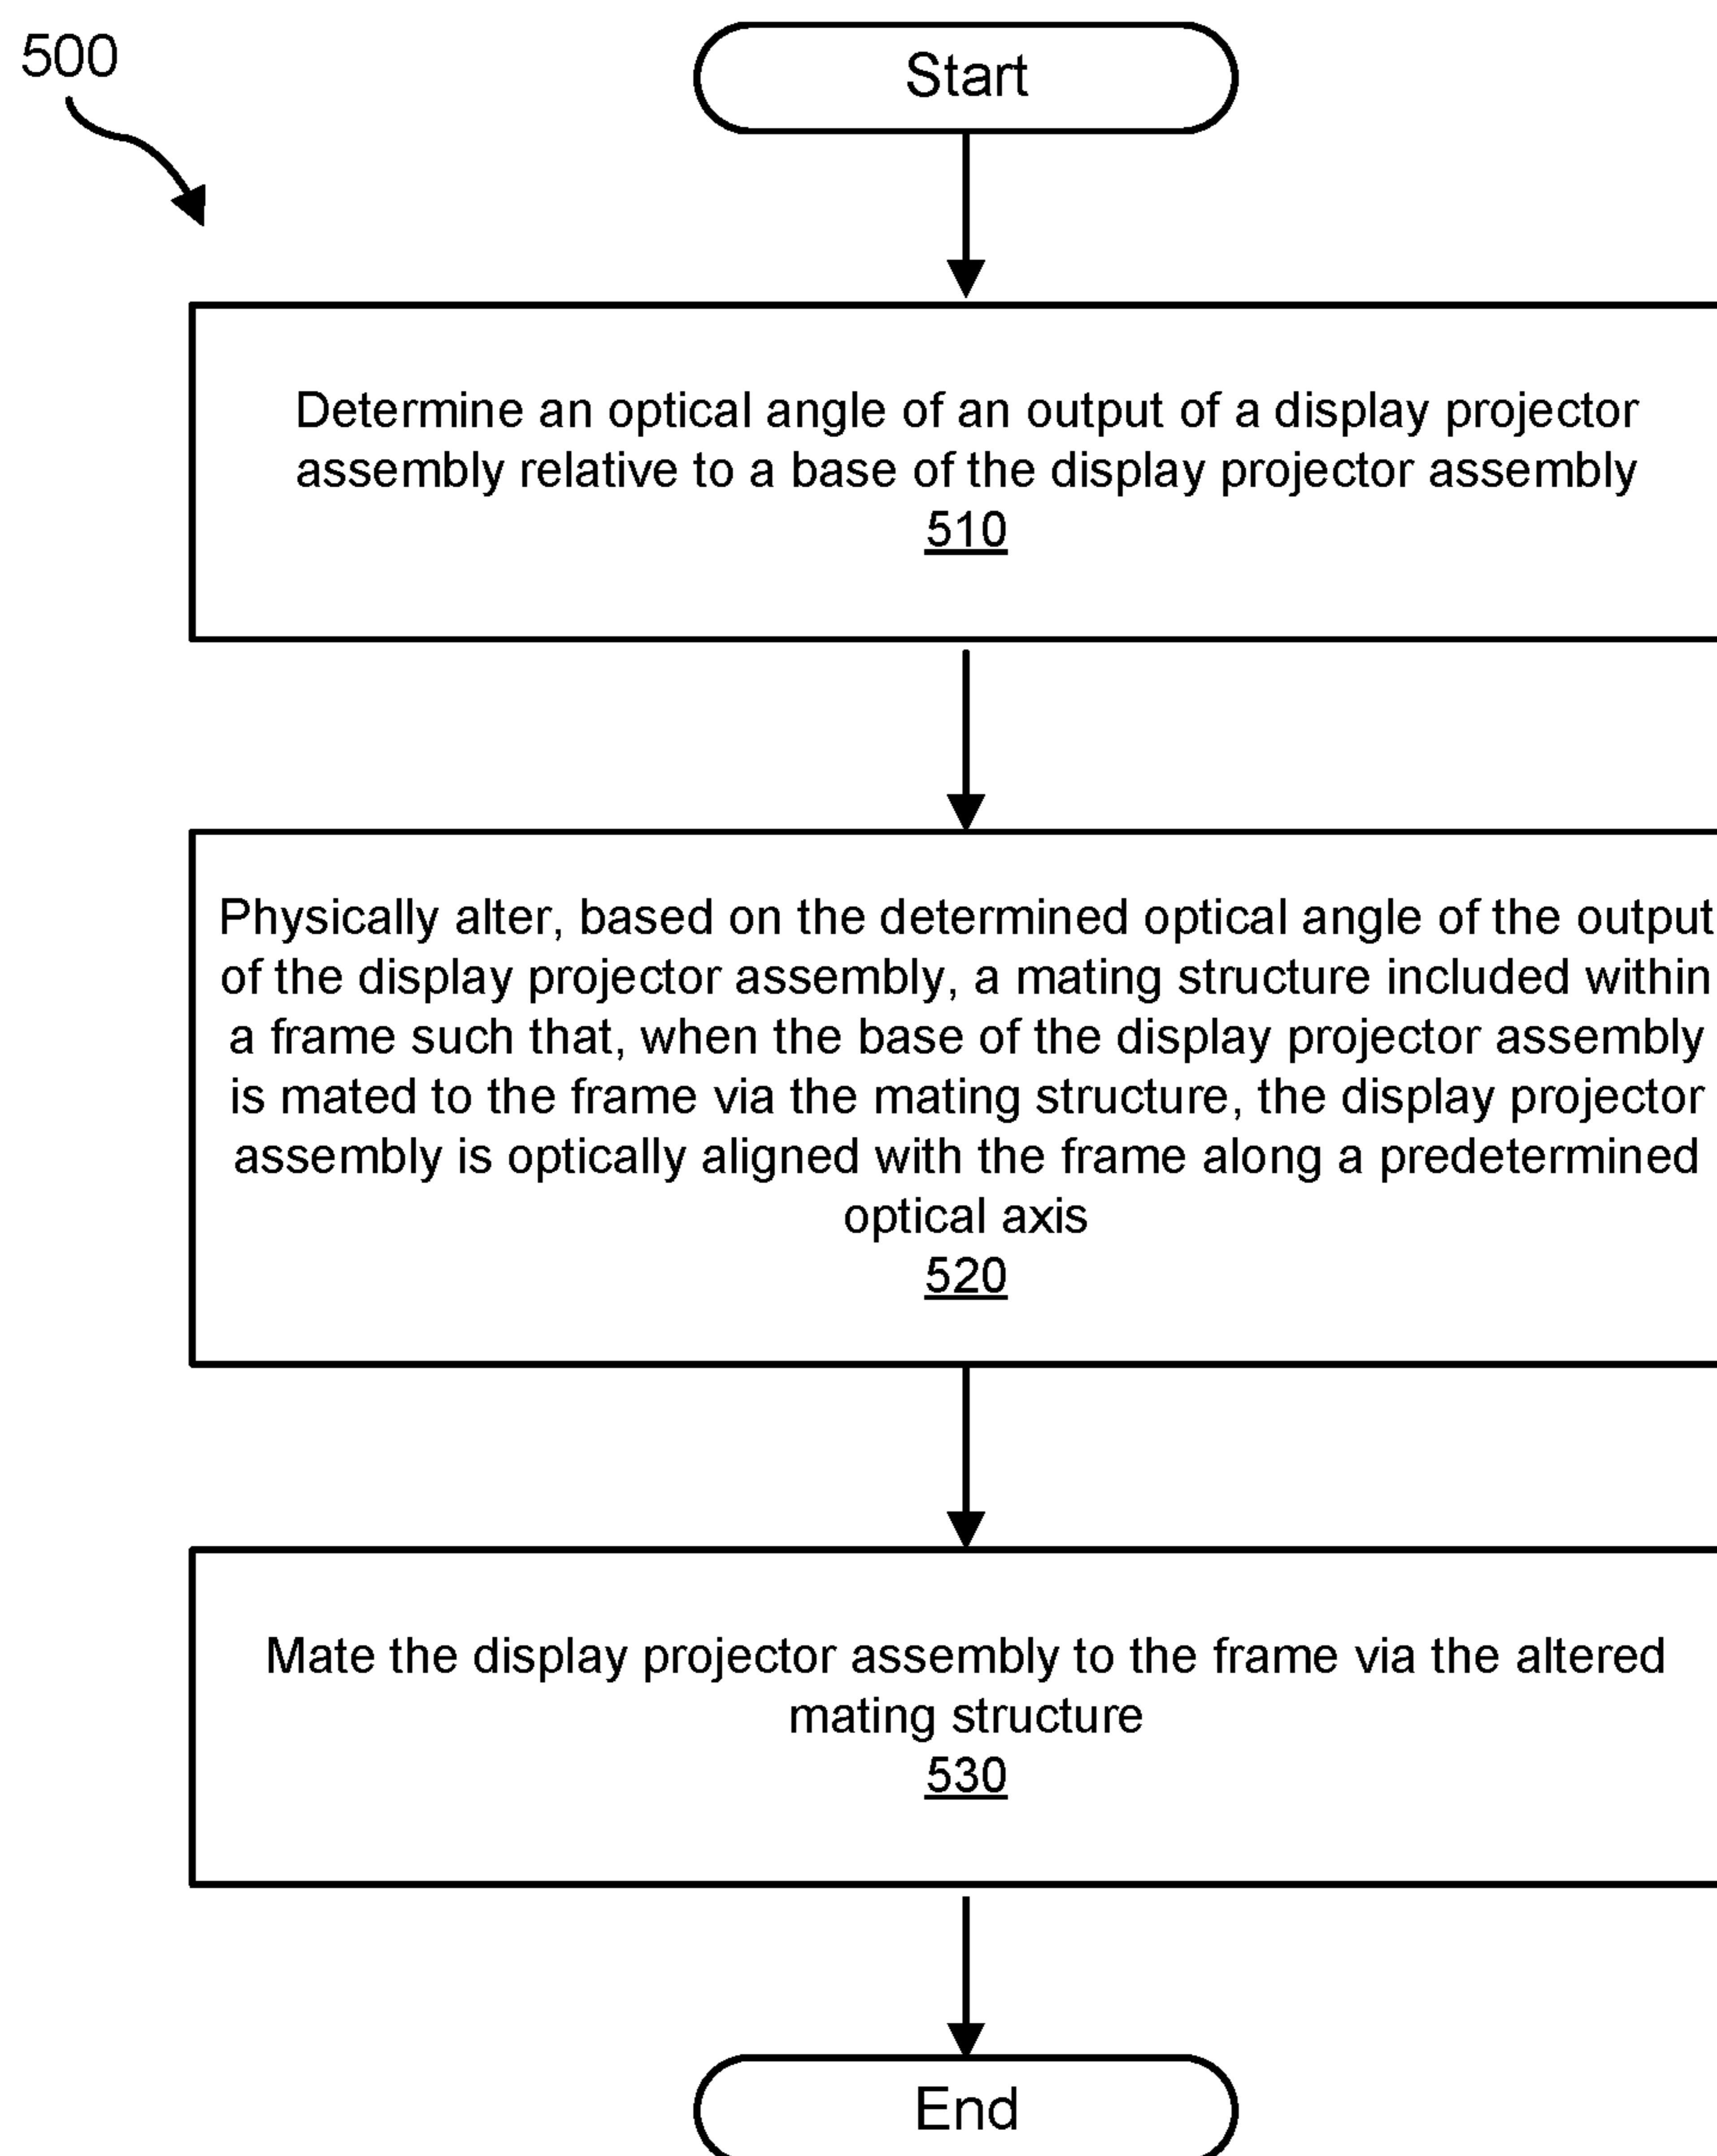 500
Start
Determine an optical angle of an output of a display projector
assembly relative to a base of the display projector assembly
510
Physically alter, based on the determined optical angle of the output
of the display projector assembly, a mating structure included within
a frame such that, when the base of the display projector assembly
is mated to the frame via the mating structure, the display projector
assembly is optically aligned with the frame along a predetermined
optical axis
520
Mate the display projector assembly to the frame via the altered
mating structure
530
End